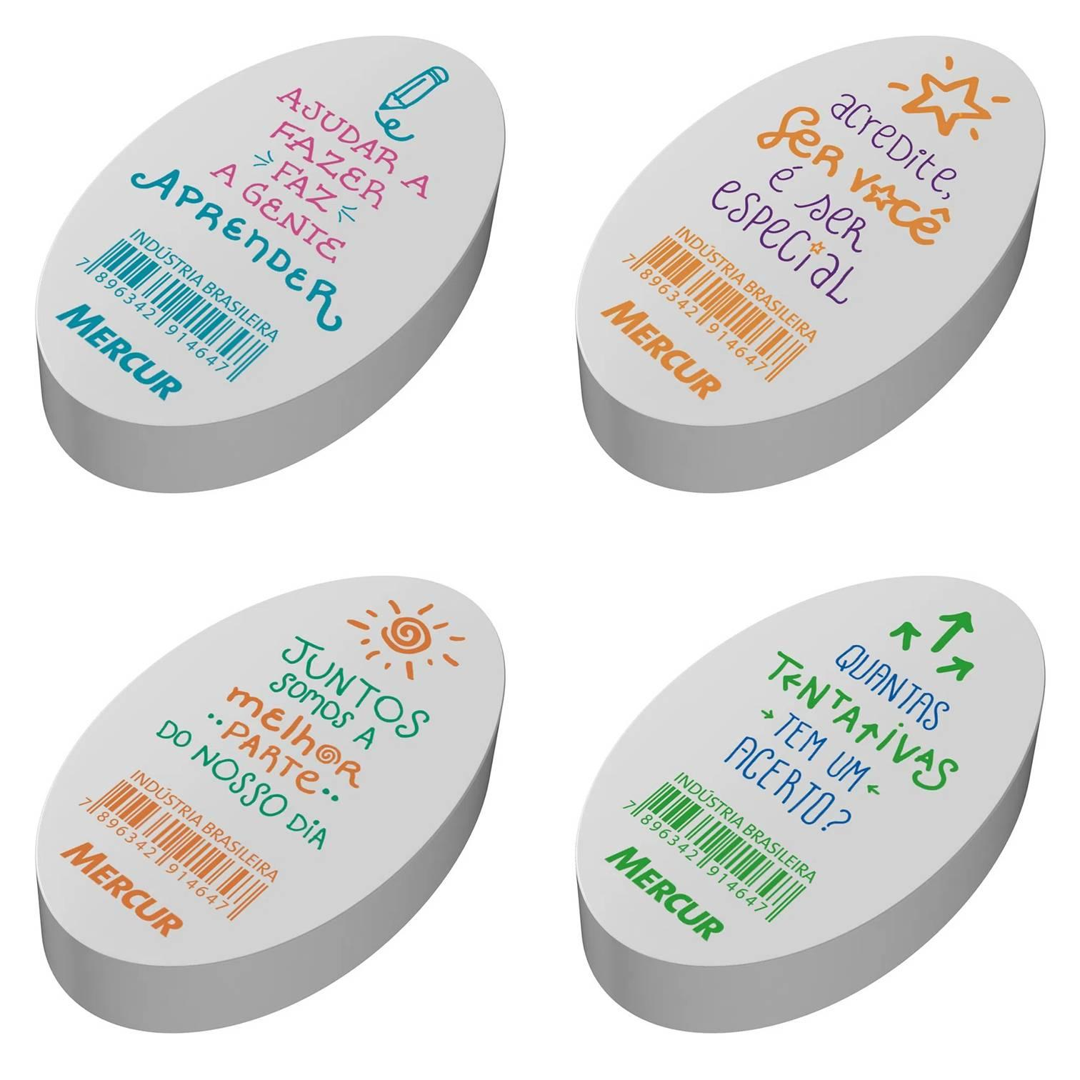 AJUDAR A
FAZER
FAZ
A GENTE
APRENDER
INDÚSTRIA BRASILEIRA
7 896342 914647
MERCUR
acredite,
ser você
é ser
especial
INDÚSTRIA BRASILEIRA
7 896342 914647
MERCUR
JUNTOS
somos A
melhor
PARTE
DO NOSSO DIA
INDÚSTRIA BRASILEIRA
7 896342 914647
MERCUR
QUANTAS
TENTATIVAS
TEM UM
ACERTO?
INDÚSTRIA BRASILEIRA
7 896342 914647
MERCUR